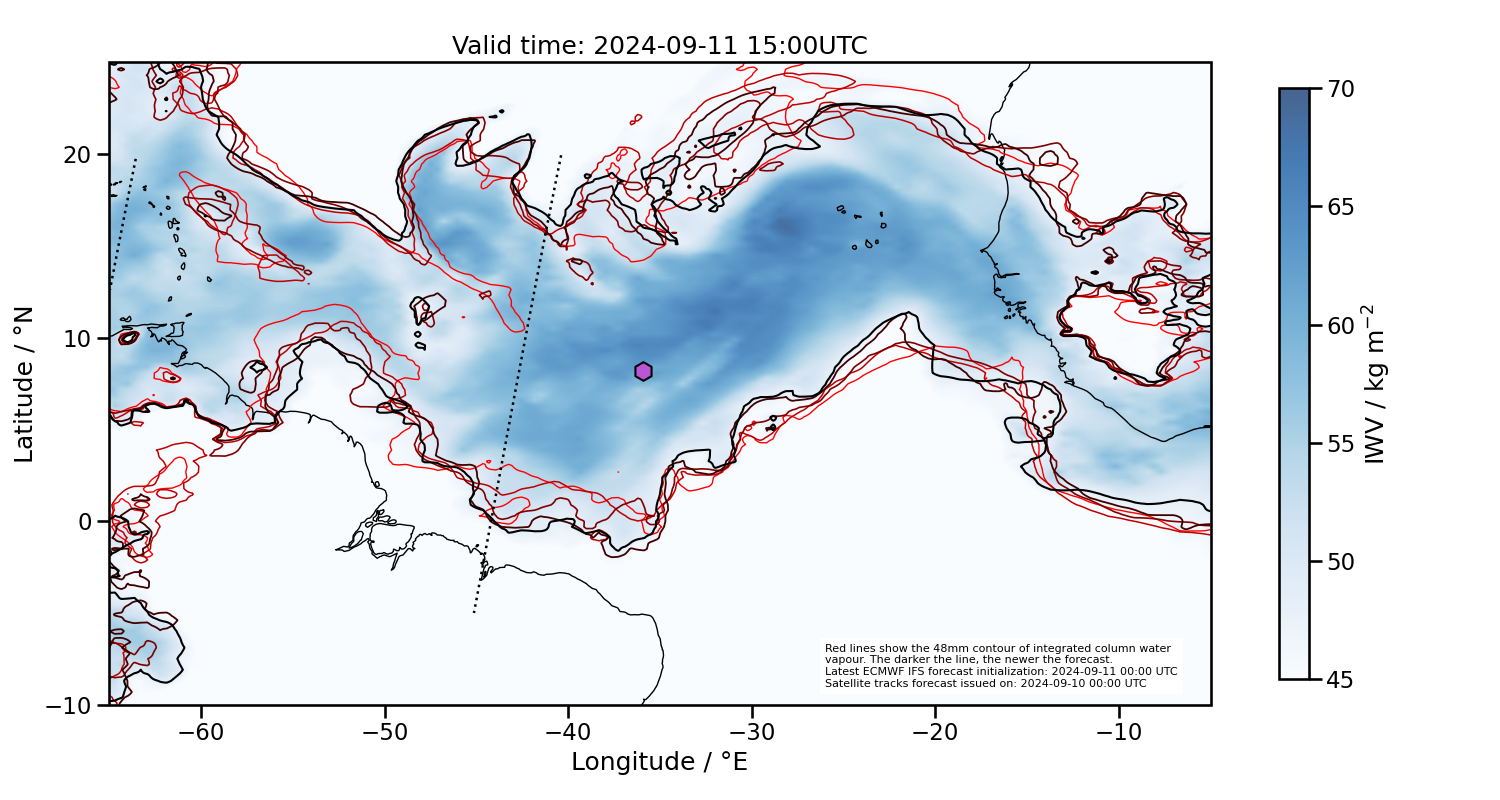 Valid time: 2024-09-11 15:00UTC
70
65
60
55
50
45
IWV / kg m−2
20
10
0
−10
Latitude / °N
Red lines show the 48mm contour of integrated column water
vapour. The darker the line, the newer the forecast.
Latest ECMWF IFS forecast initialization: 2024-09-11 00:00 UTC
Satellite tracks forecast issued on: 2024-09-10 00:00 UTC
−60
−50
−40
−30
−20
−10
Longitude / °E